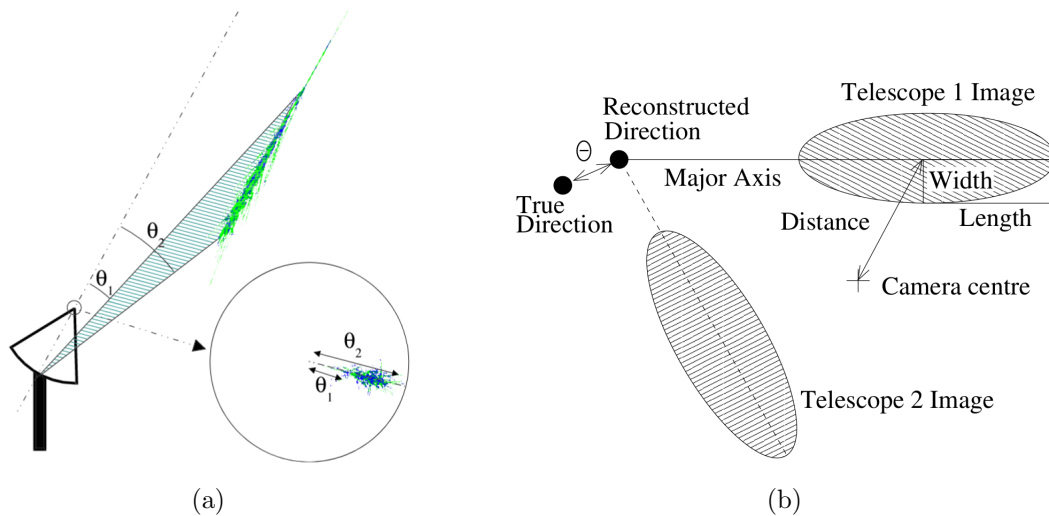 θ2
θ1
θ2
θ1
(a)
Telescope 1 Image
Reconstructed
Direction
Θ
Major Axis
Width
True
Direction
Distance
Length
Camera centre
Telescope 2 Image
(b)